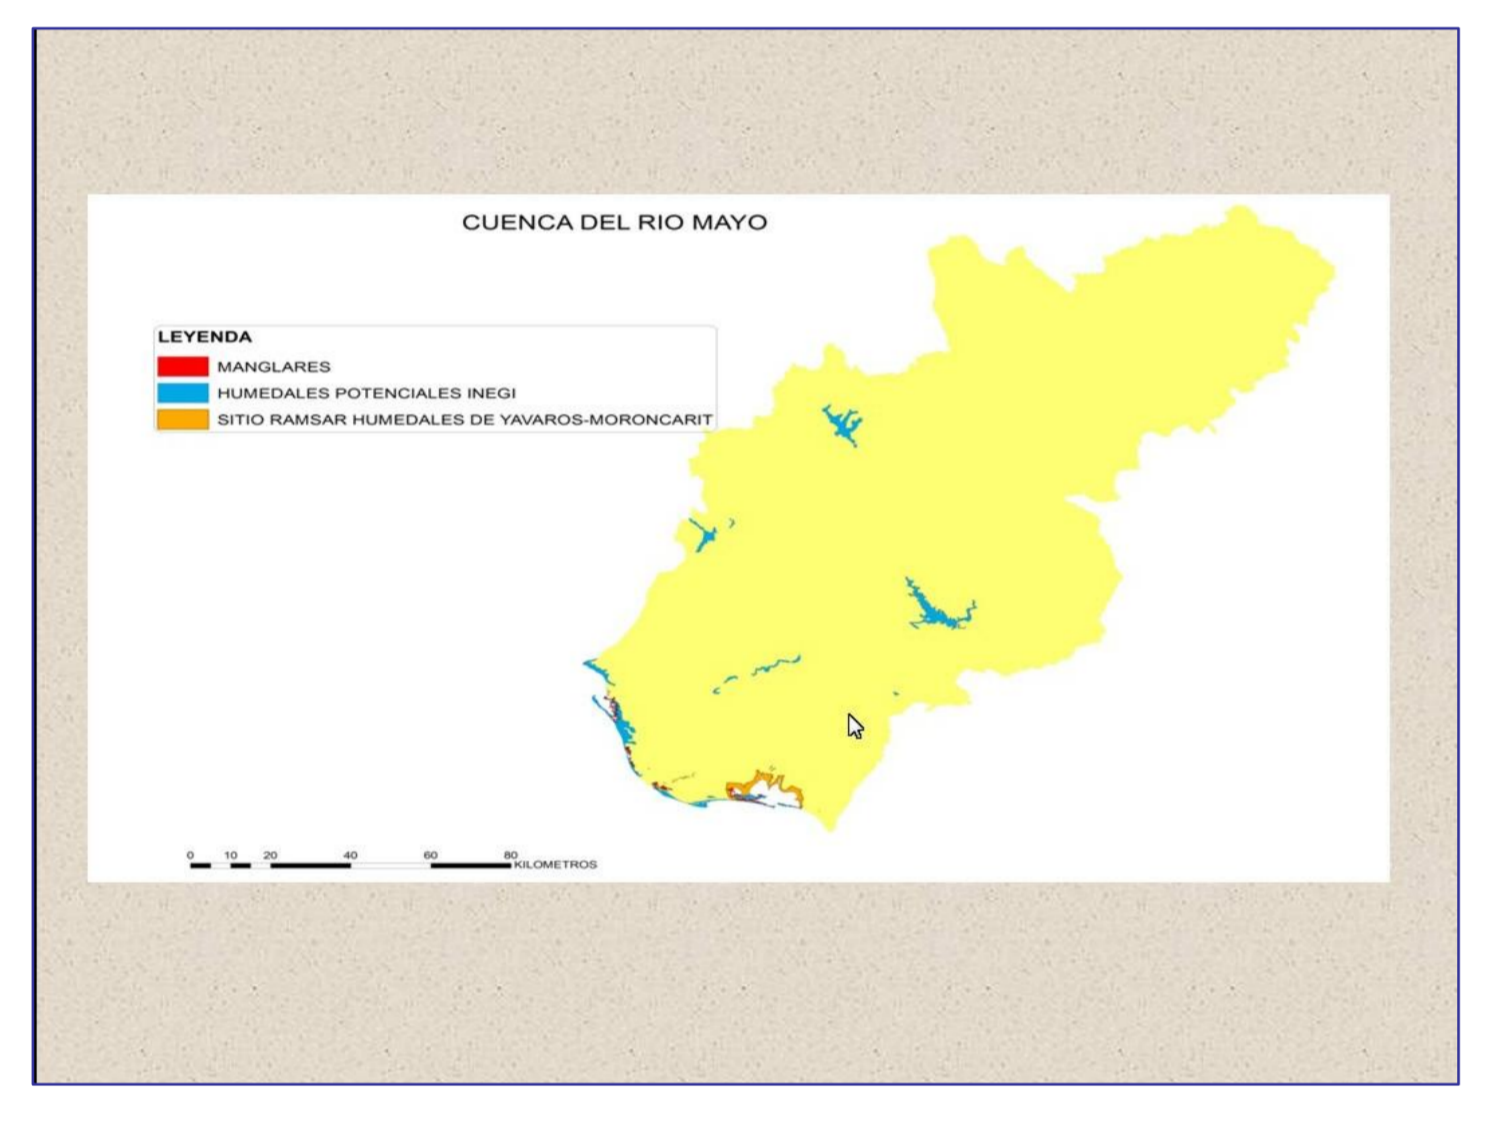 CUENCA DEL RIO MAYO
LEYENDA
MANGLARES
HUMEDALES POTENCIALES INEGI
SITIO RAMSAR HUMEDALES DE YAVAROS-MORONCARIT
0 10 20 40 60 80
KILOMETROS